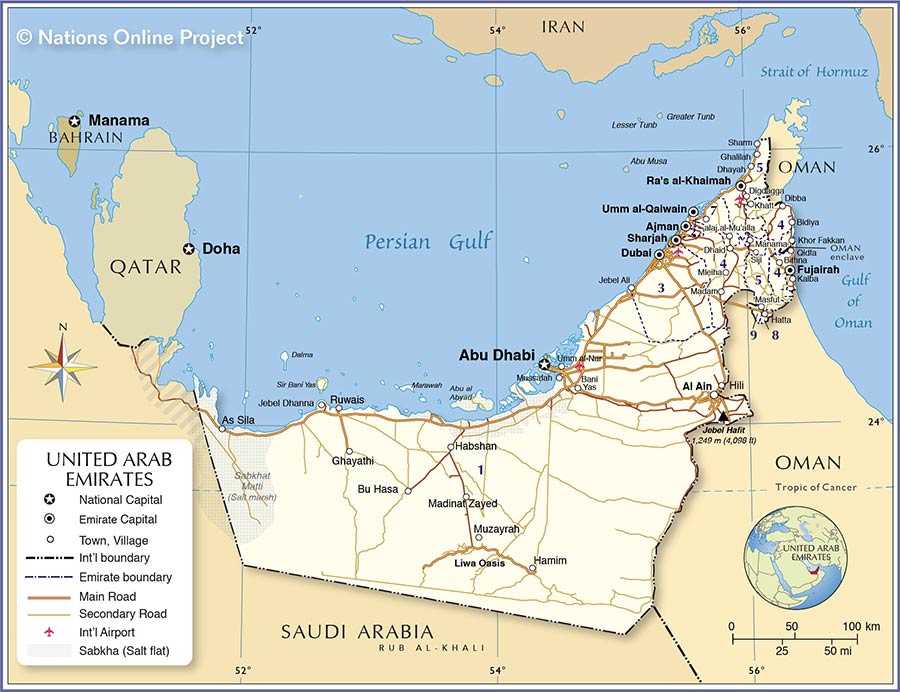 © Nations Online Project
52°
54°
IRAN
56°
Strait of Hormuz
Manama
BAHRAIN
Lesser Tunb
Greater Tunb
Sharm
26°
Ghalilah
Dhayah
5
OMAN
Abu Musa
Ra's al-Khaimah
Digdagga
Khatt
Dibba
Umm al-Qaiwain
7
Ajman
Falaj al-Mu'alla
4
Bidiya
Sharjah
Manama
Khor Fakkan
Doha
Persian Gulf
Dubai
Dhaid
Siji
Qidfa
OMAN
enclave
QATAR
4
Bithna
Mleiha
5
4
Fujairah
Kalba
Jebel Ali
3
Madam
Masfut
Gulf
of
Oman
Hatta
9
8
N
Dalma
Abu Dhabi
Umm al-Nar
Sir Bani Yas
Marawah
Abu al
Abyad
Mussafah
Bani
Yas
Al Ain
Hili
Jebel Dhanna
Ruwais
As Sila
24°
Jebel Hafit
1,249 m (4,098 ft)
Habshan
Ghayathi
1
OMAN
Sabkhat
Matti
(Salt marsh)
Bu Hasa
Madinat Zayed
Tropic of Cancer
Muzayrah
Liwa Oasis
Hamim
UNITED ARAB
EMIRATES
National Capital
Emirate Capital
Town, Village
Int'l boundary
Emirate boundary
Main Road
Secondary Road
Int'l Airport
Sabkha (Salt flat)
UNITED ARAB
EMIRATES
SAUDI ARABIA
RUB AL-KHALI
0
50
100 km
25
50 mi
52°
54°
56°